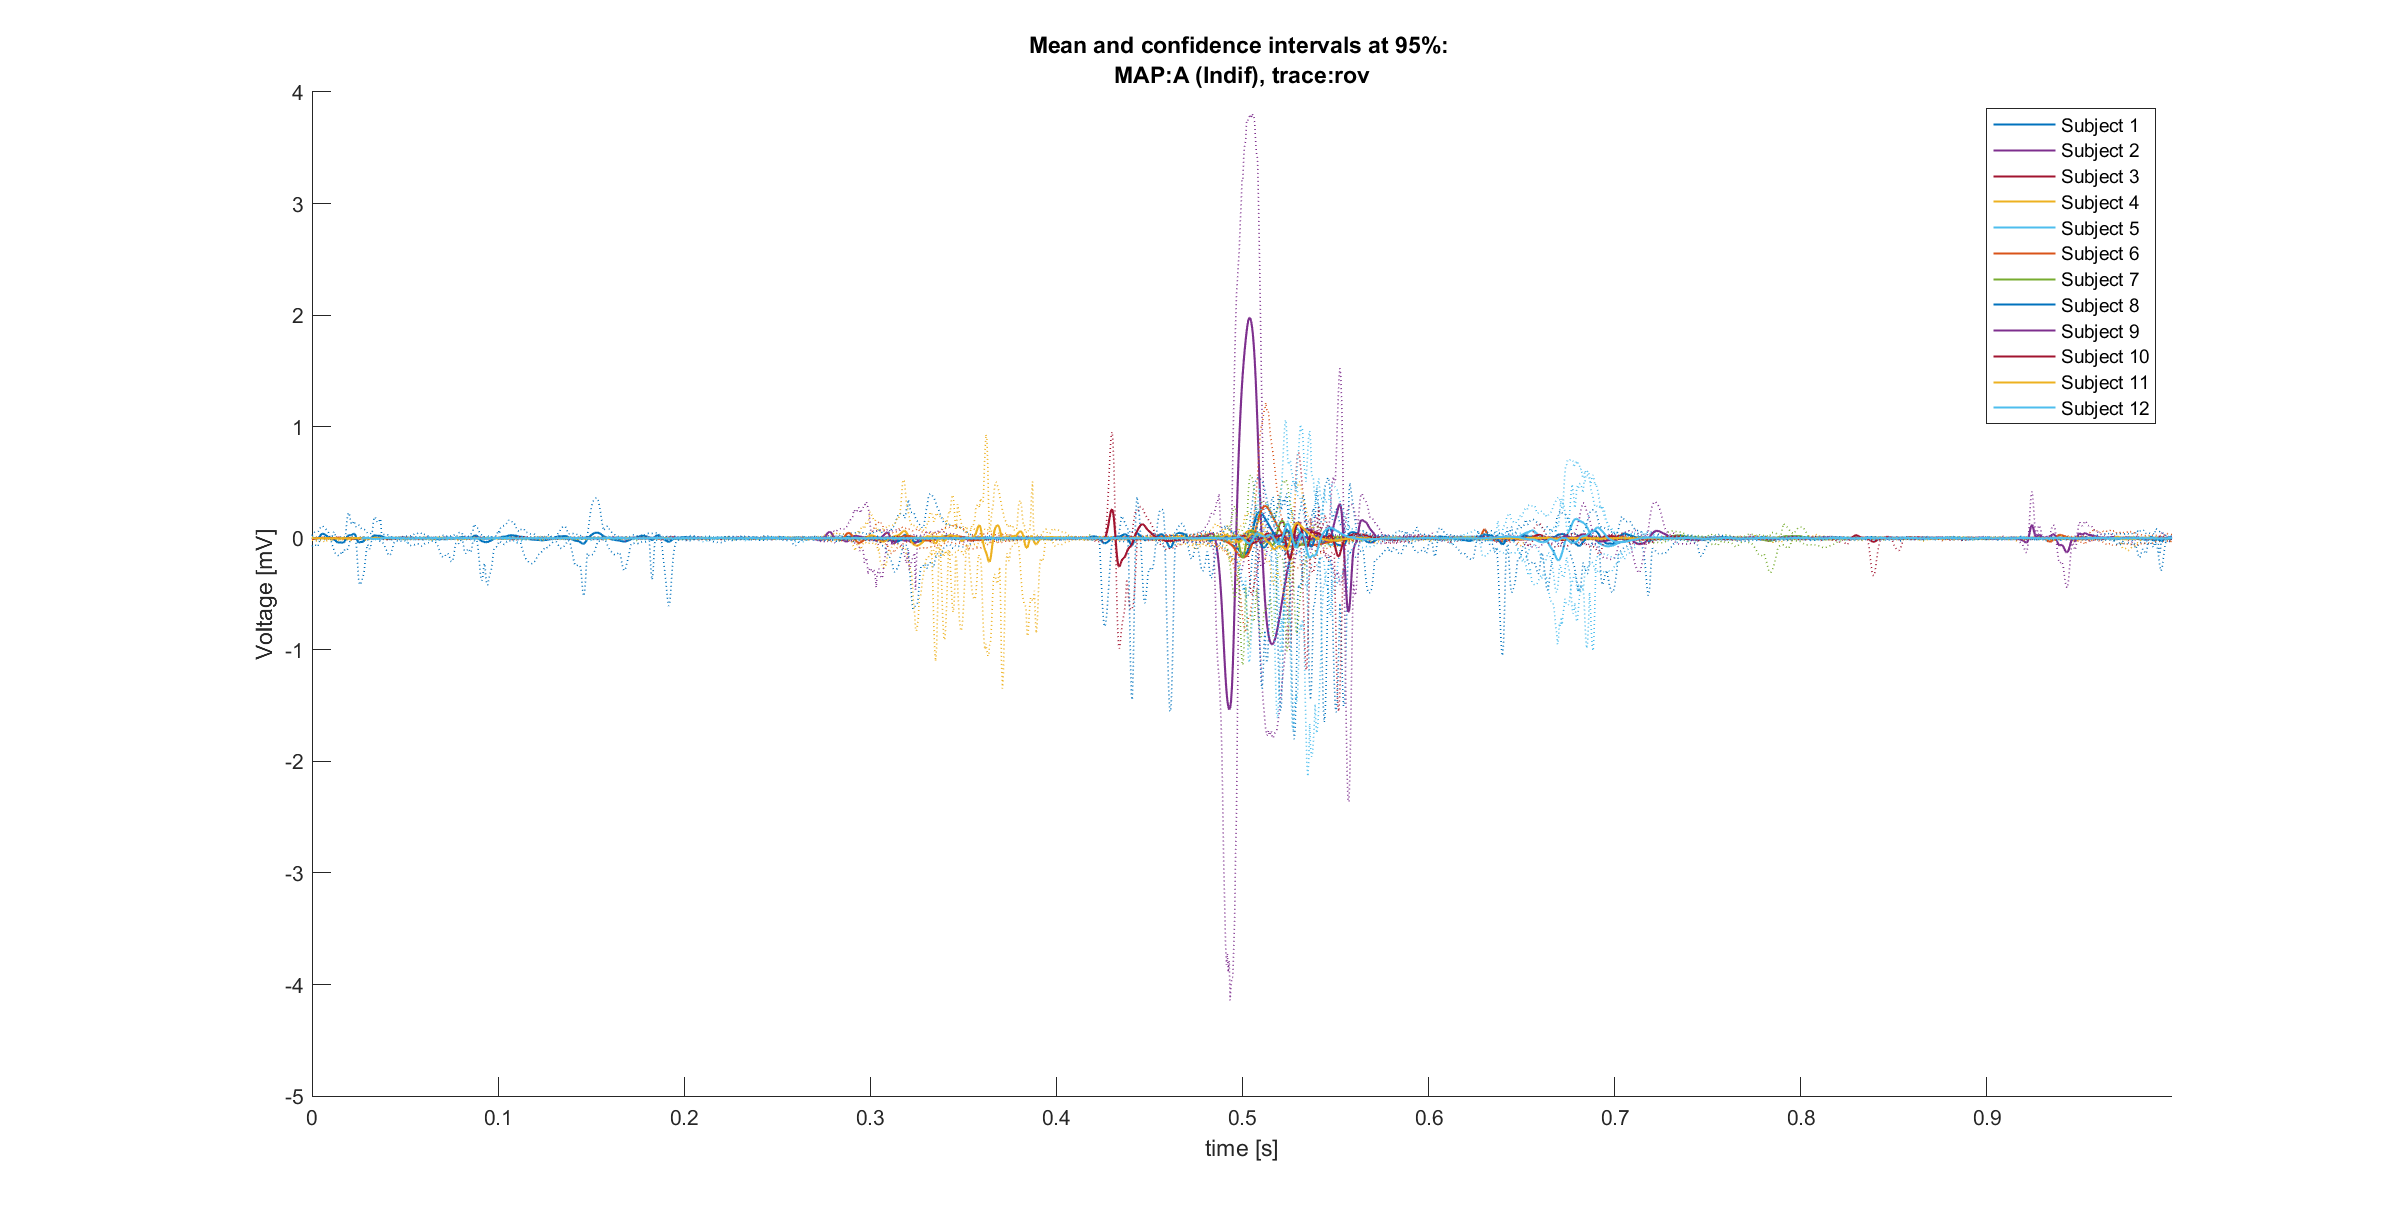 Mean and confidence intervals at 95%:
MAP:A (Indif), trace:rov
4
3
2
1
0
-1
-2
-3
-4
-5
Voltage [mV]
0 0.1 0.2 0.3 0.4 0.5 0.6 0.7 0.8 0.9
time [s]
Subject 1
Subject 2
Subject 3
Subject 4
Subject 5
Subject 6
Subject 7
Subject 8
Subject 9
Subject 10
Subject 11
Subject 12